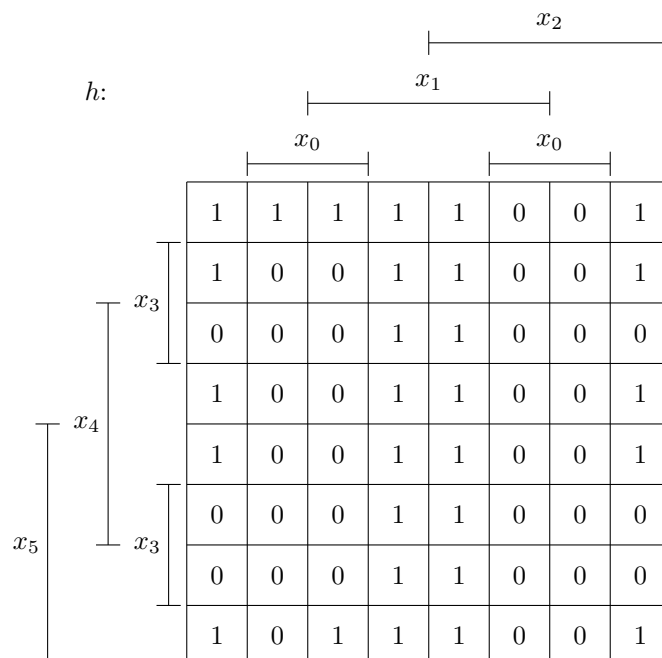 x₂
h:
x₁
x₀ x₀
1 1 1 1 1 0 0 1
1 0 0 1 1 0 0 1
x₃
0 0 0 1 1 0 0 0
1 0 0 1 1 0 0 1
x₄
1 0 0 1 1 0 0 1
0 0 0 1 1 0 0 0
x₅ x₃
0 0 0 1 1 0 0 0
1 0 1 1 1 0 0 1